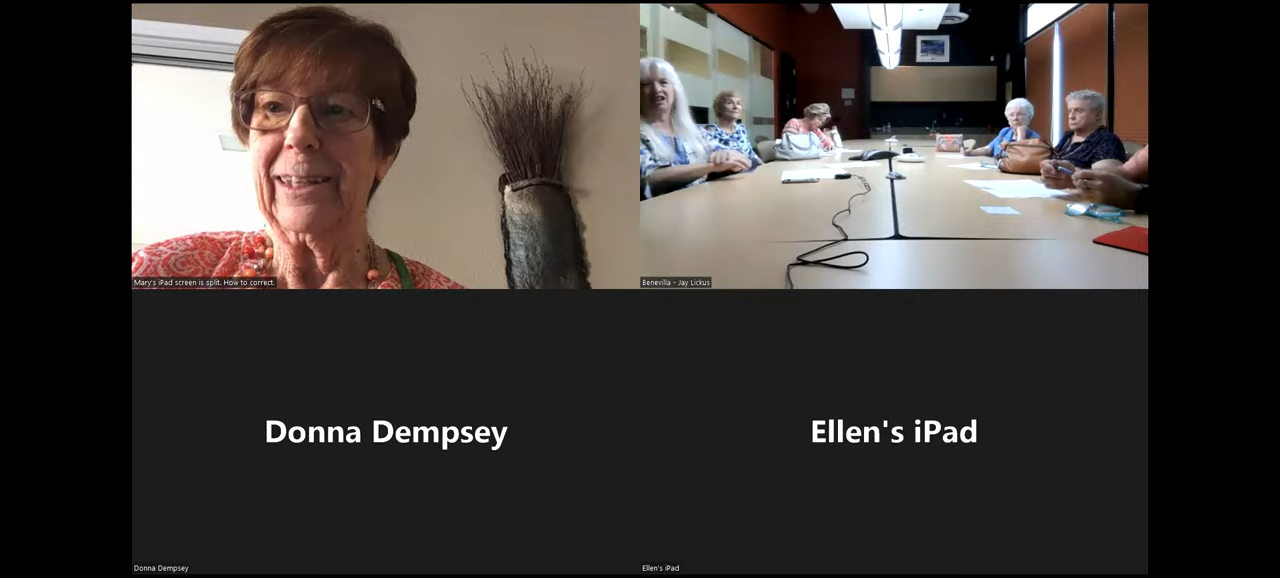 Mary's iPad screen is split. How to correct.
Benevilla - Jay Lickus
Donna Dempsey
Ellen's iPad
Donna Dempsey
Ellen's iPad